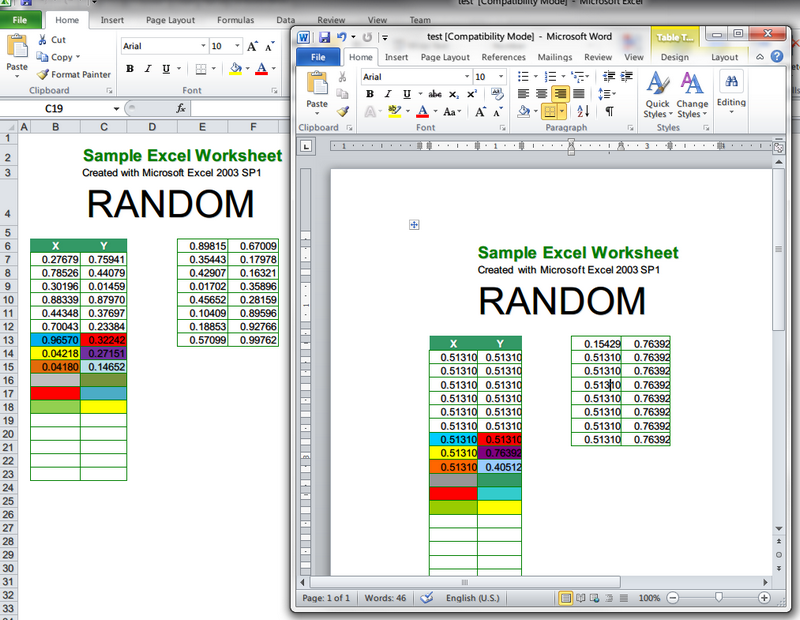 test [Compatibility Mode] - Microsoft Excel
File Home Insert Page Layout Formulas Data Review View Team
Paste
Cut
Copy
Format Painter
Clipboard
Arial 10
B I U
Font
C19 fx
A B C D E F
1
2 Sample Excel Worksheet
3 Created with Microsoft Excel 2003 SP1
4 RANDOM
5
6 X Y 0.89815 0.67009
7 0.27679 0.75941 0.35443 0.17978
8 0.78526 0.44079 0.42907 0.16321
9 0.30196 0.01459 0.01702 0.35896
10 0.88339 0.87970 0.45652 0.28159
11 0.44348 0.37697 0.10409 0.89596
12 0.70043 0.23384 0.18853 0.92766
13 0.96570 0.32242 0.57099 0.99762
14 0.04218 0.27151
15 0.04180 0.14652
16
17
18
19
20
21
22
23
24
25
26
27
28
29
30
31
32
33
test [Compatibility Mode] - Microsoft Word
Table T...
File Home Insert Page Layout References Mailings Review View Design Layout
Paste
Clipboard
Arial 10
B I U abc X₂ X²
A A Aa A A
Font
Paragraph
Quick Styles
Change Styles
Styles
Editing
Sample Excel Worksheet
Created with Microsoft Excel 2003 SP1
RANDOM
X Y 0.15429 0.76392
0.51310 0.51310 0.51310 0.76392
0.51310 0.51310 0.51310 0.76392
0.51310 0.51310 0.51310 0.76392
0.51310 0.51310 0.51310 0.76392
0.51310 0.51310 0.51310 0.76392
0.51310 0.51310 0.51310 0.76392
0.51310 0.51310 0.51310 0.76392
0.51310 0.76392
0.51310 0.40512
Page: 1 of 1 Words: 46 English (U.S.) 100%